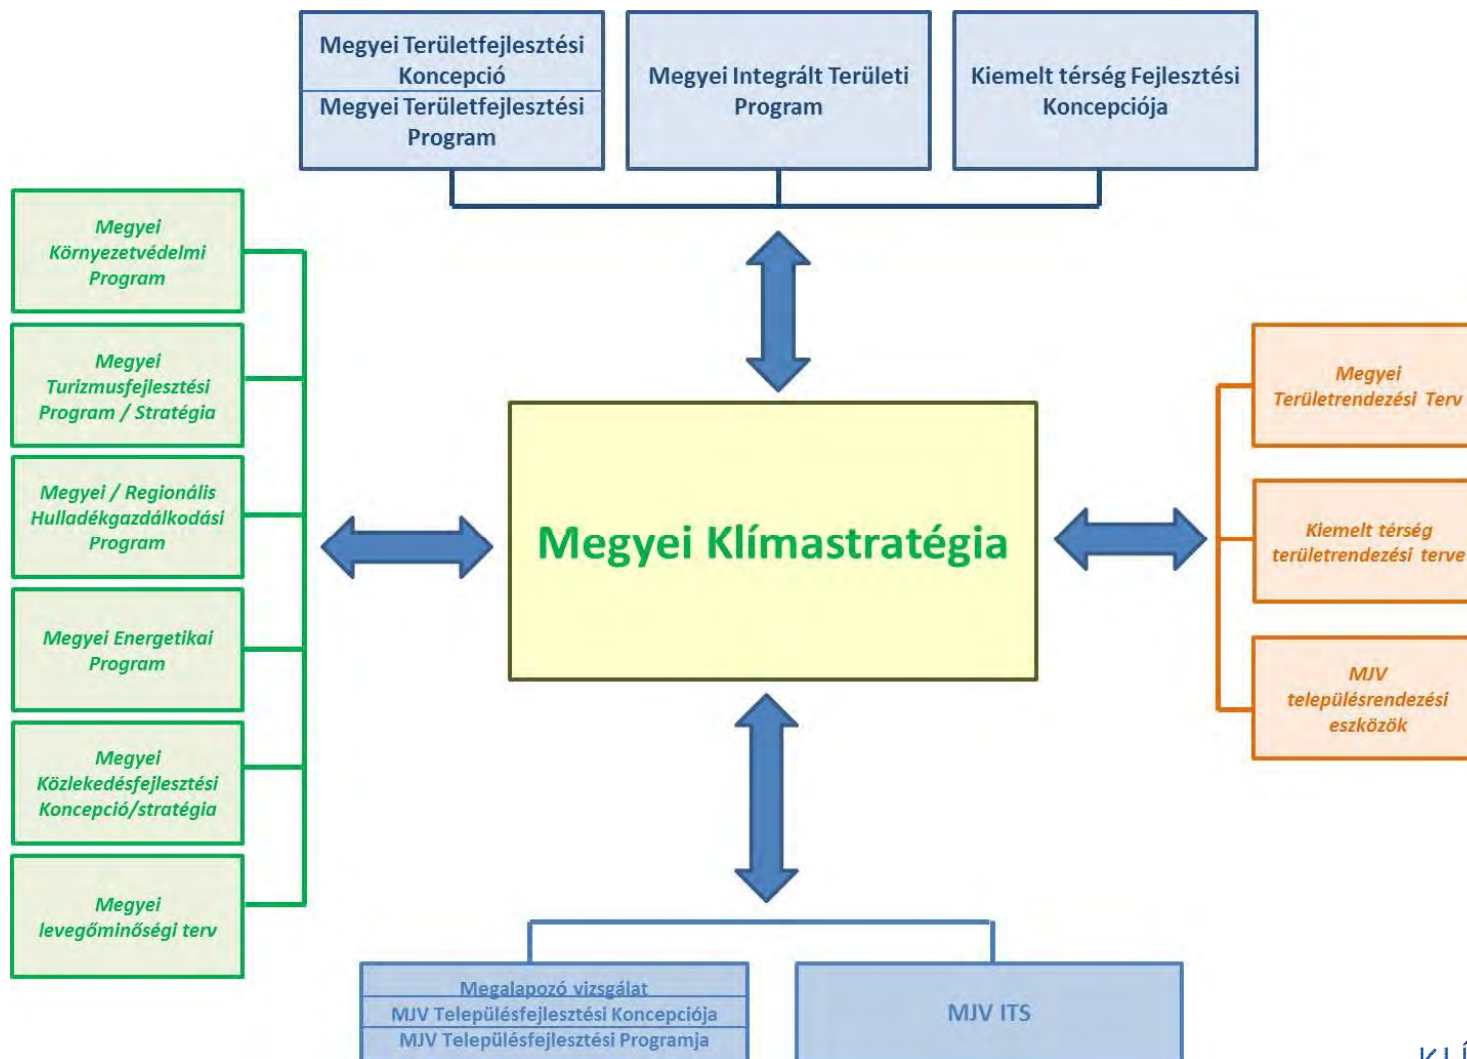 Megyei Területfejlesztési
Koncepció
Megyei Területfejlesztési
Program
Megyei Integrált Területi
Program
Kiemelt térség Fejlesztési
Koncepciója
Megyei
Környezetvédelmi
Program
Megyei
Turizmusfejlesztési
Program / Stratégia
Megyei / Regionális
Hulladékgazdálkodási
Program
Megyei Energetikai
Program
Megyei
Közlekedésfejlesztési
Koncepció/stratégia
Megyei
levegőminőségi terv
Megyei Klímastratégia
Megyei
Területrendezési Terv
Kiemelt térség
területrendezési terve
MJV
településrendezési
eszközök
Megalapozó vizsgálat
MJV Településfejlesztési Koncepciója
MJV Településfejlesztési Programja
MJV ITS